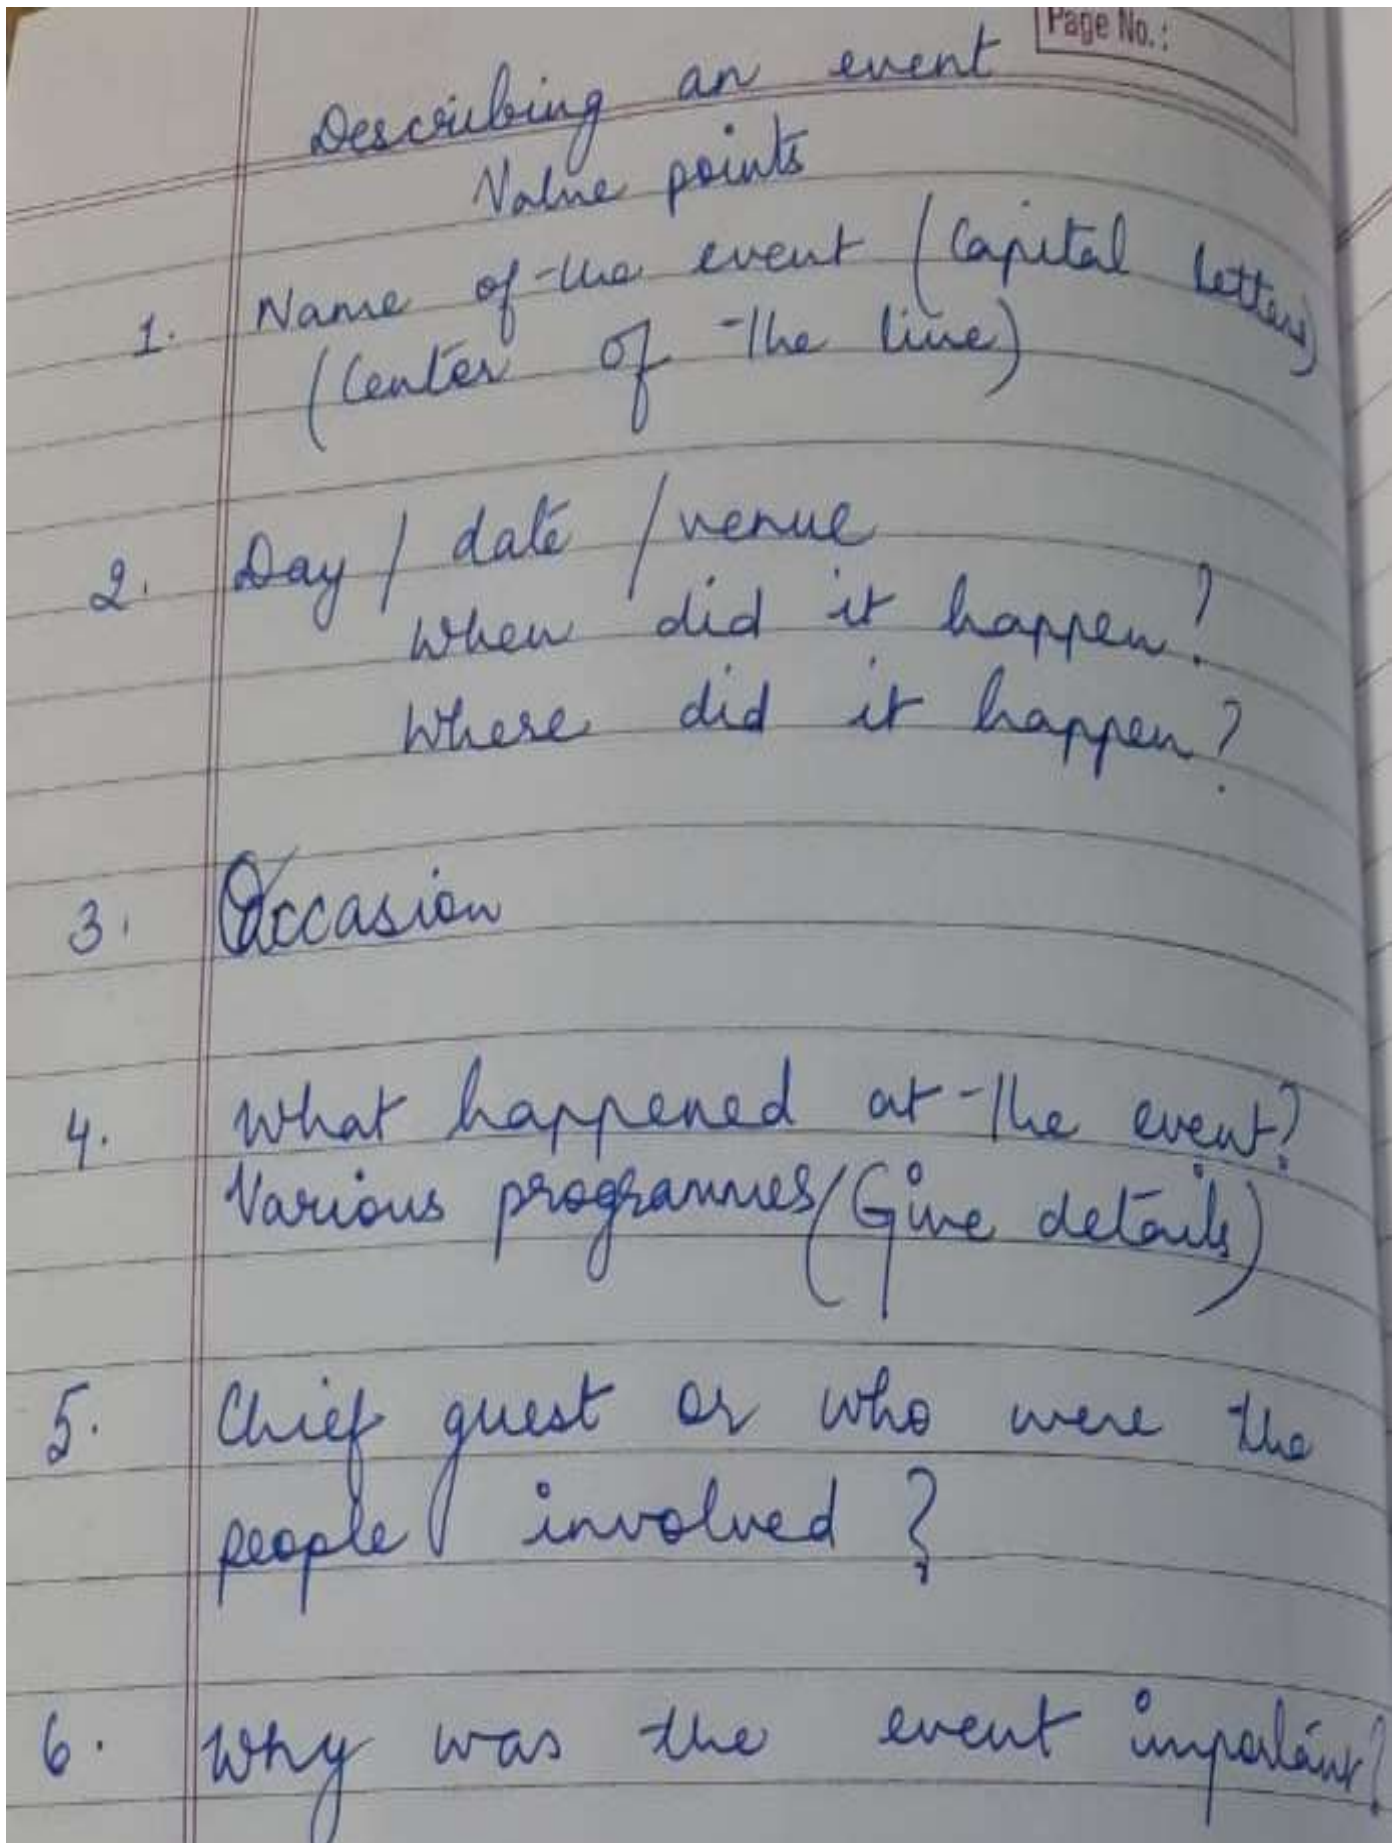 Page No.:
Describing an event
Value points
1. Name of the event (Capital letters)
(Center of the line)
2. Day / date / venue
When did it happen?
Where did it happen?
3. Occasion
4. What happened at the event?
Various programmes (Give details)
5. Chief guest or who were the
people involved ?
6. Why was the event important?